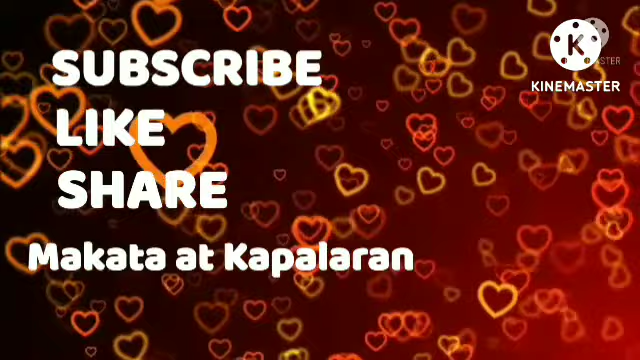 SUBSCRIBE
LIKE
SHARE
Makata at Kapalaran
K
KINEMASTER